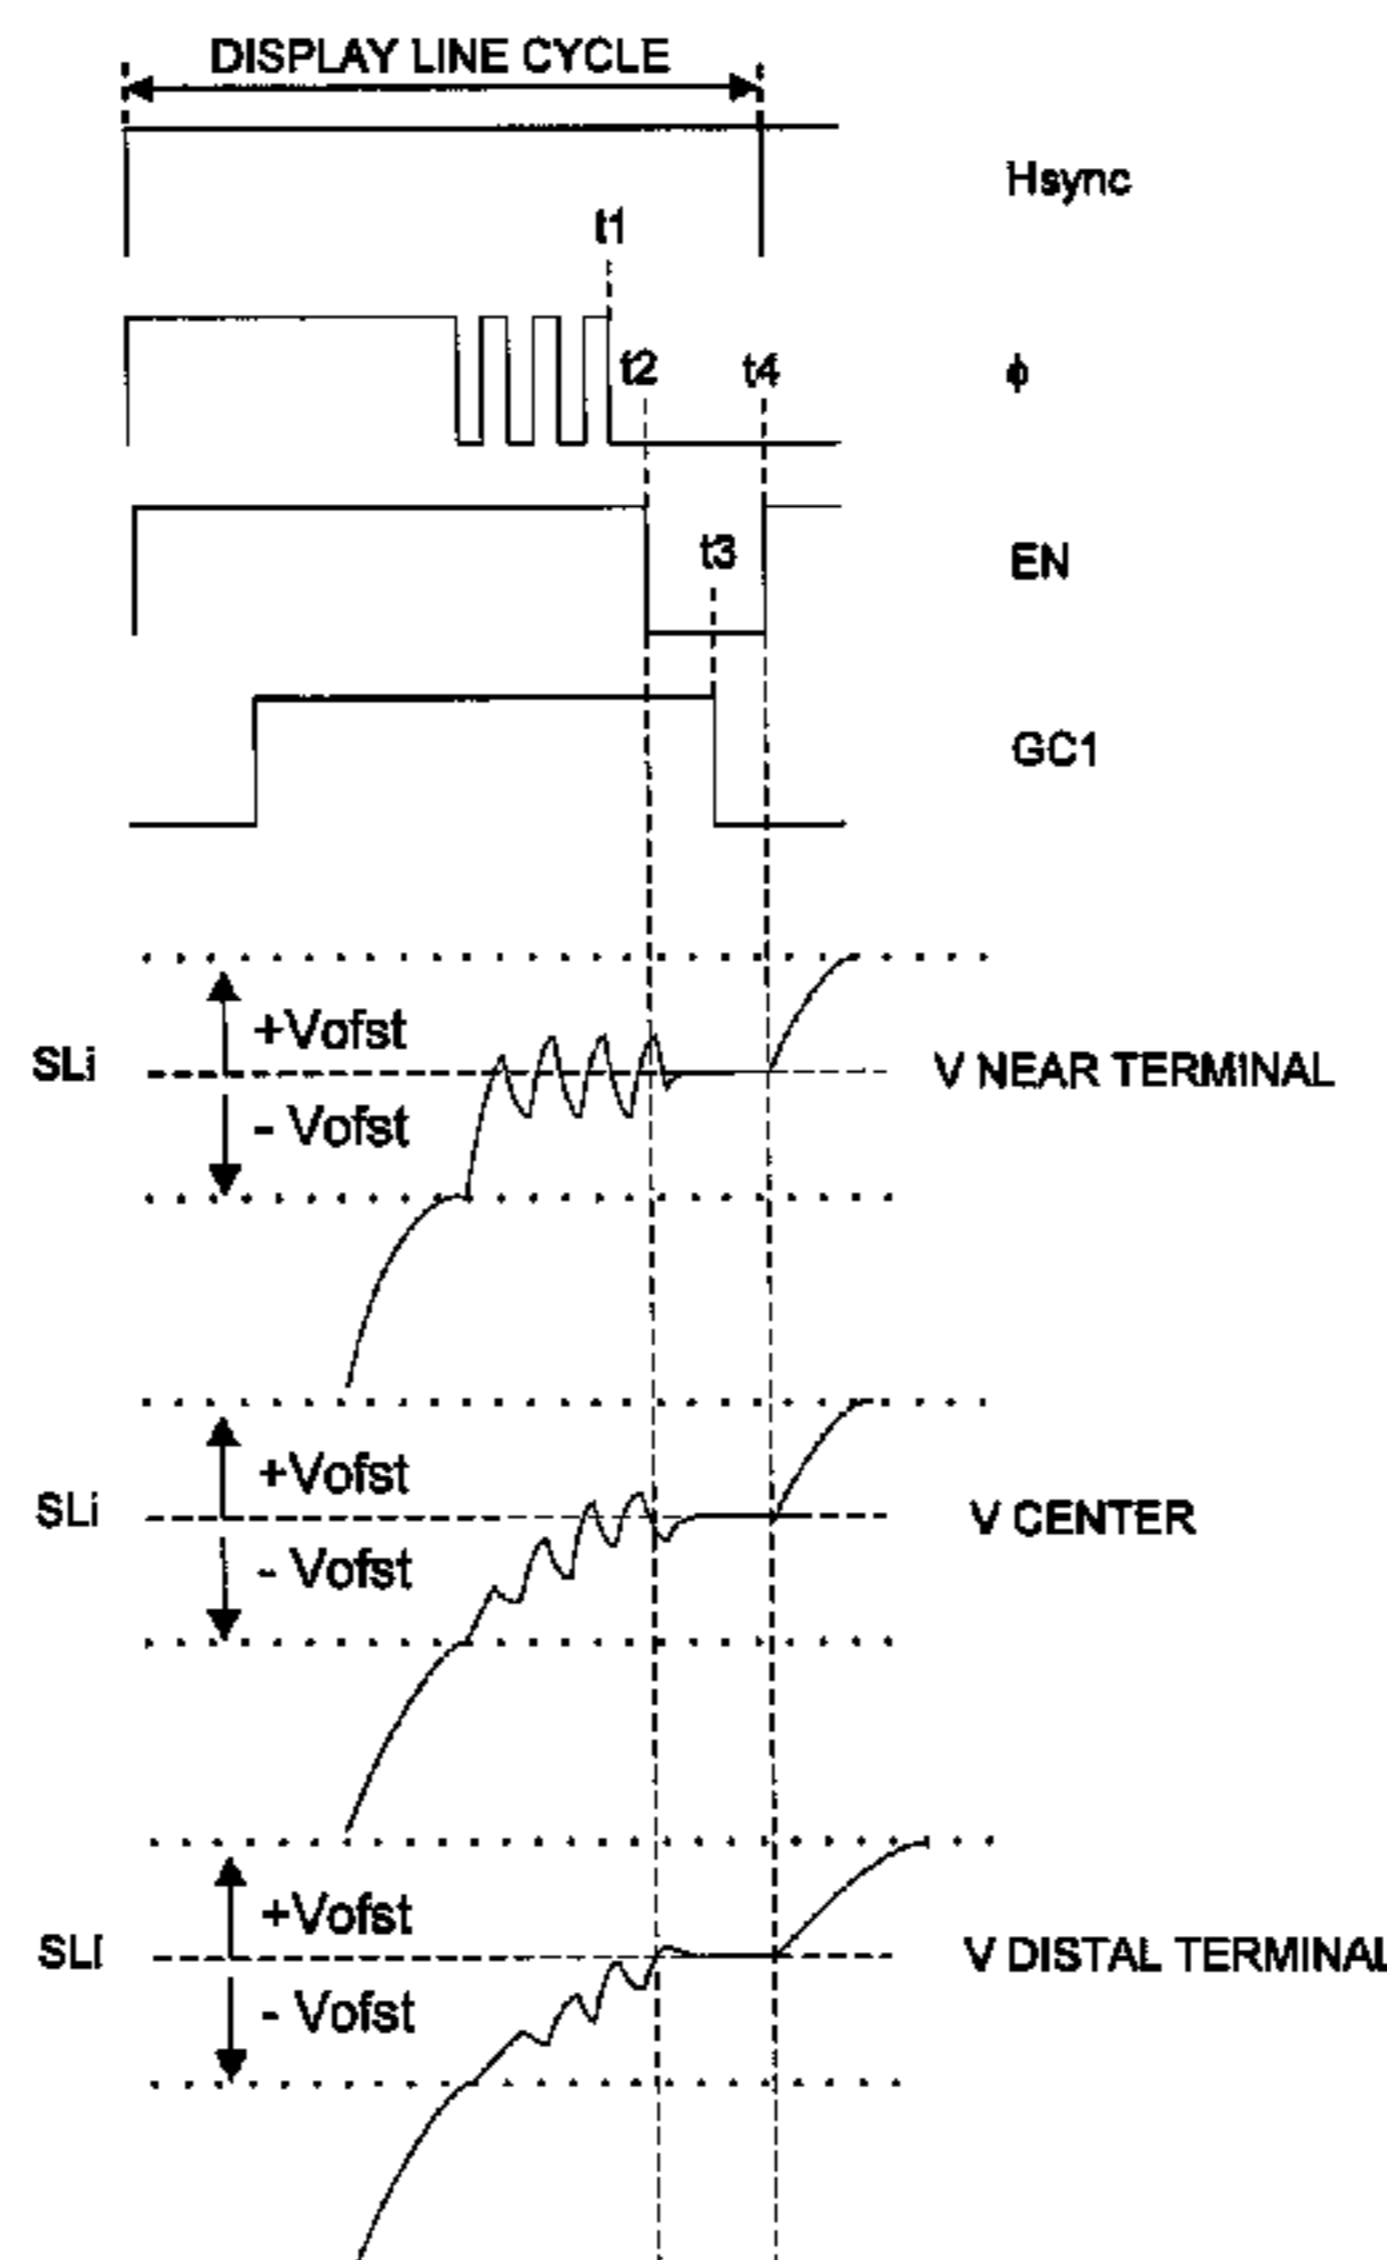 DISPLAY LINE CYCLE
Hsync
t1
t2
t4
ϕ
t3
EN
GC1
+Vofst
SLi
V NEAR TERMINAL
- Vofst
+Vofst
SLi
V CENTER
- Vofst
+Vofst
SLi
V DISTAL TERMINAL
- Vofst